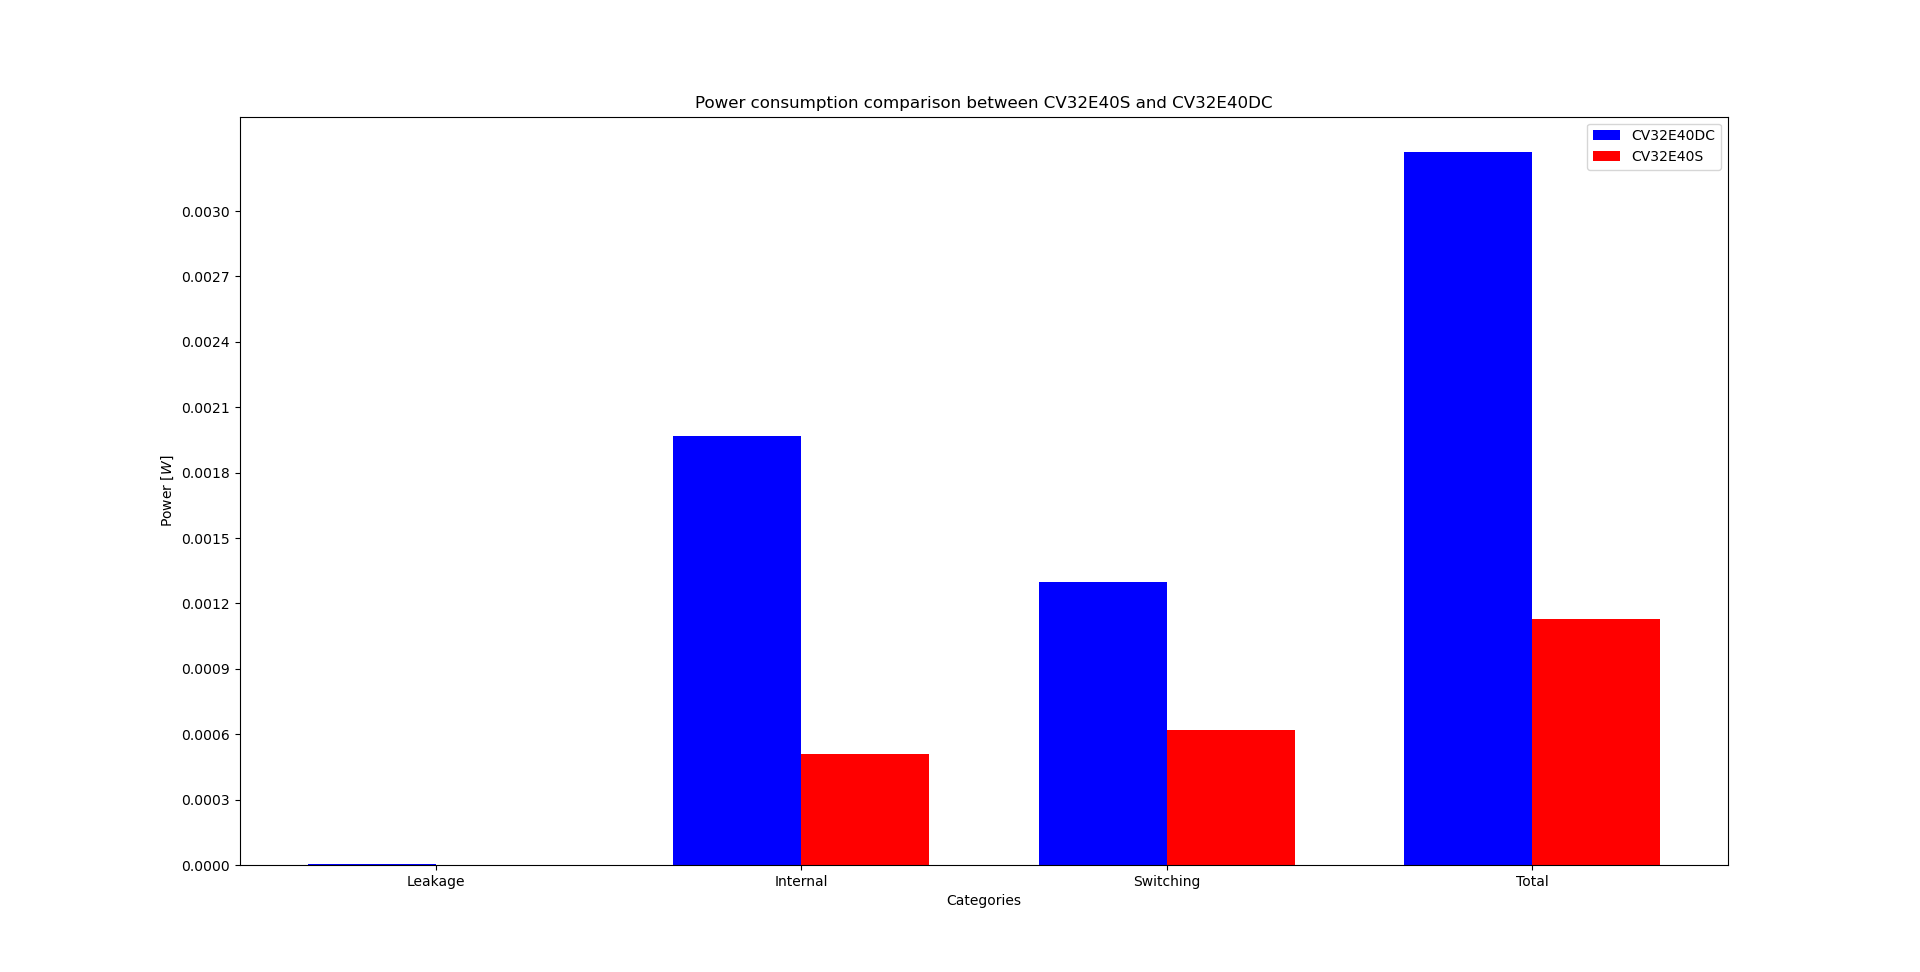 Power consumption comparison between CV32E40S and CV32E40DC
CV32E40DC
CV32E40S
0.0030
0.0027
0.0024
0.0021
0.0018
0.0015
0.0012
0.0009
0.0006
0.0003
0.0000
Power [W]
Leakage Internal Switching Total
Categories